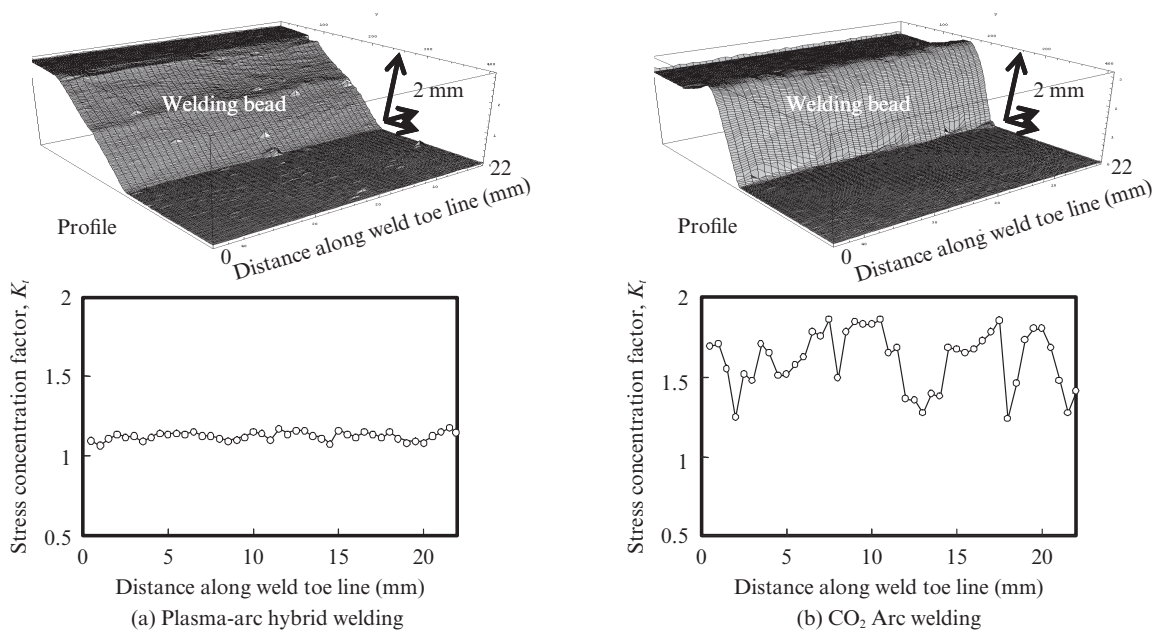 Welding bead
2 mm
22
Distance along weld toe line (mm)
0
Profile
Welding bead
2 mm
22
Distance along weld toe line (mm)
0
Profile
Stress concentration factor, Kt
2
1.5
1
0.5
0 5 10 15 20
Distance along weld toe line (mm)
(a) Plasma-arc hybrid welding
Stress concentration factor, Kt
2
1.5
1
0.5
0 5 10 15 20
Distance along weld toe line (mm)
(b) CO₂ Arc welding